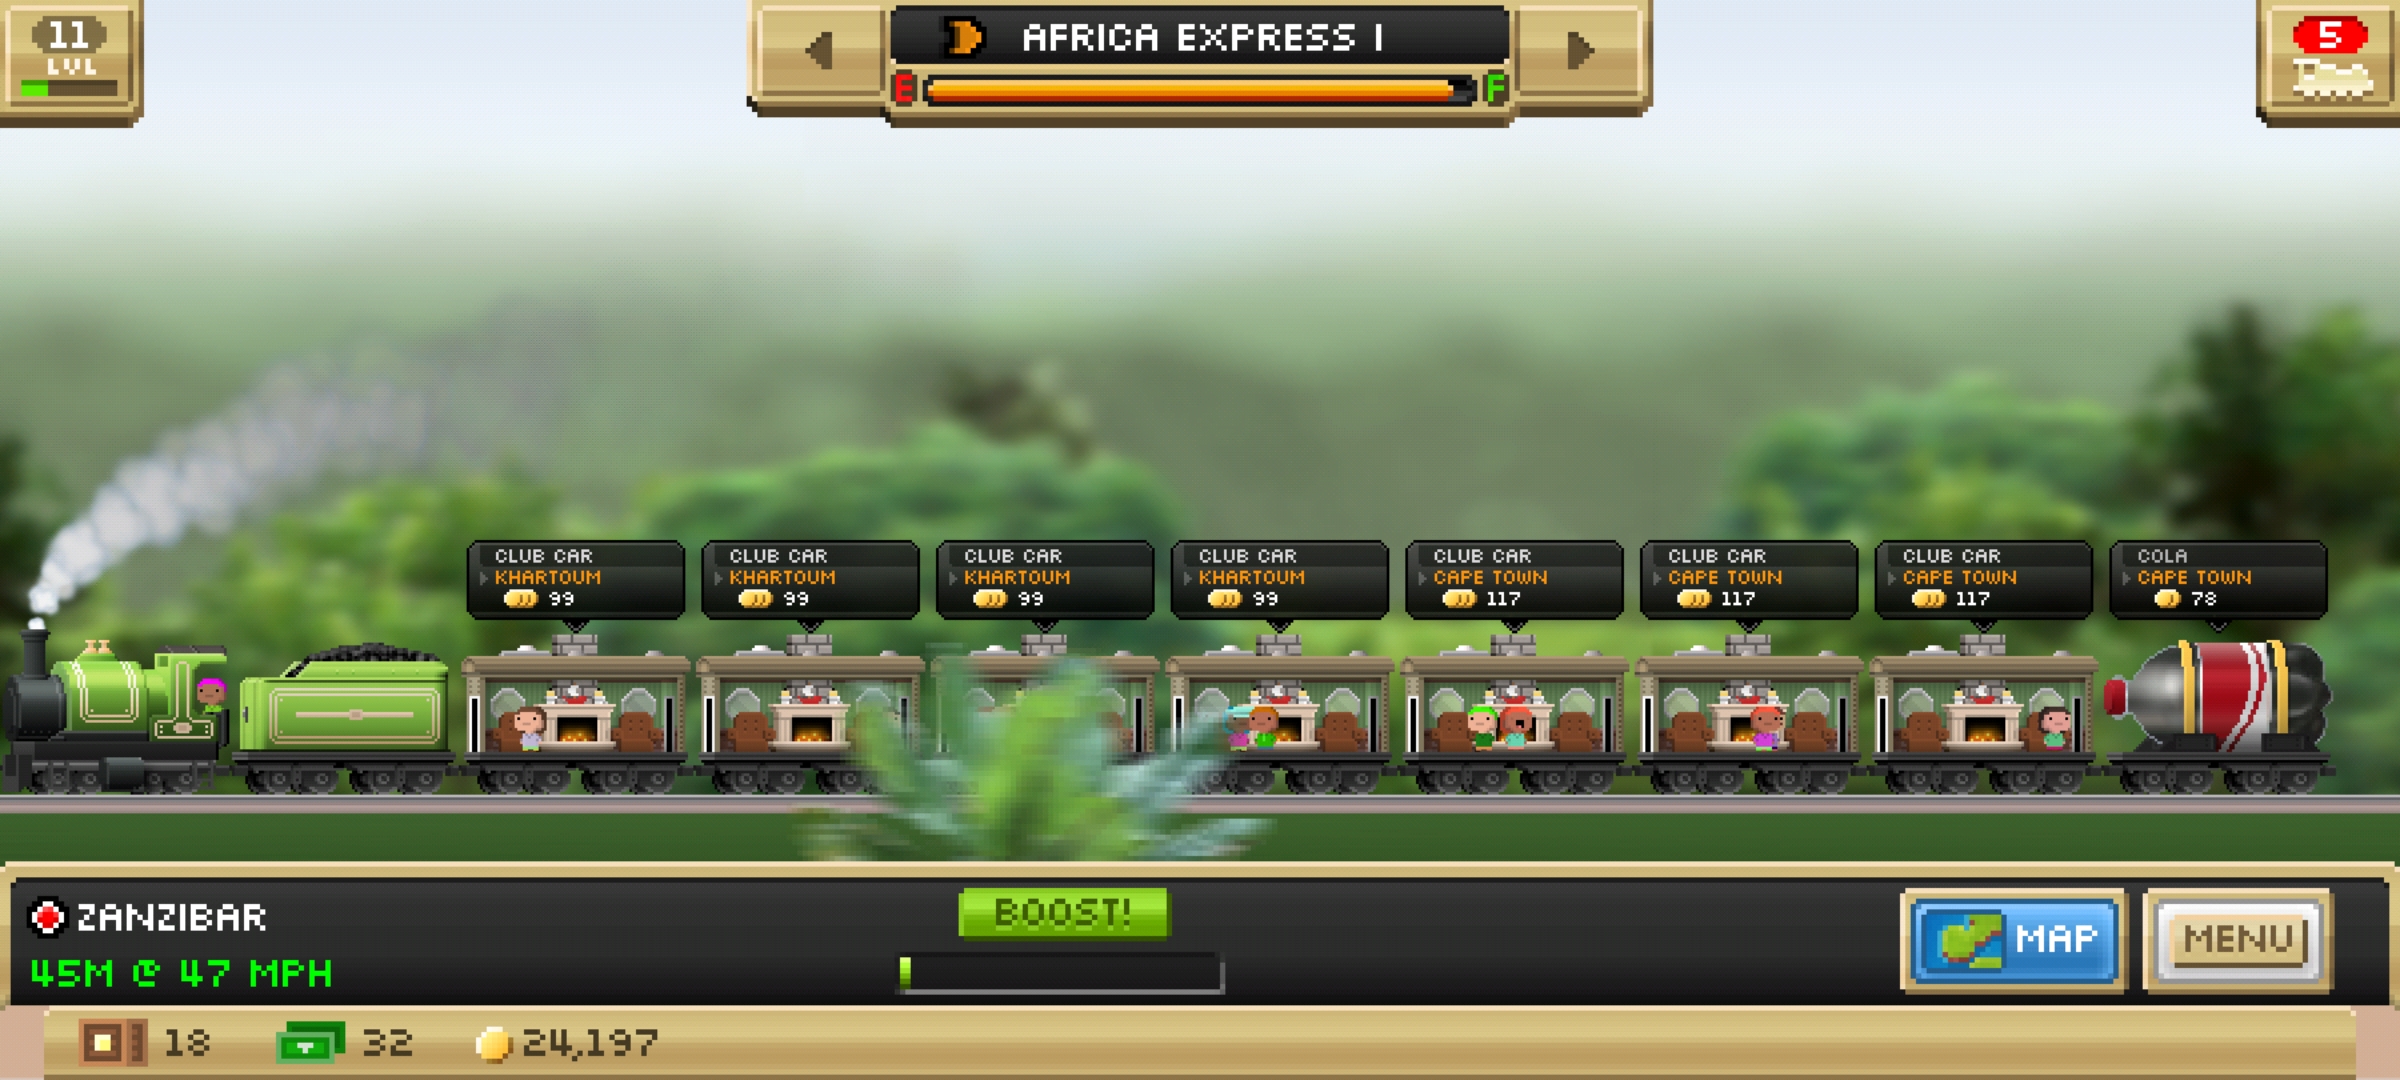 11
LVL
AFRICA EXPRESS I
E
F
5
CLUB CAR
KHARTOUM
99
CLUB CAR
KHARTOUM
99
CLUB CAR
KHARTOUM
99
CLUB CAR
KHARTOUM
99
CLUB CAR
CAPE TOWN
117
CLUB CAR
CAPE TOWN
117
CLUB CAR
CAPE TOWN
117
COLA
CAPE TOWN
78
ZANZIBAR
45M @ 47 MPH
BOOST!
MAP
MENU
18
32
24,197